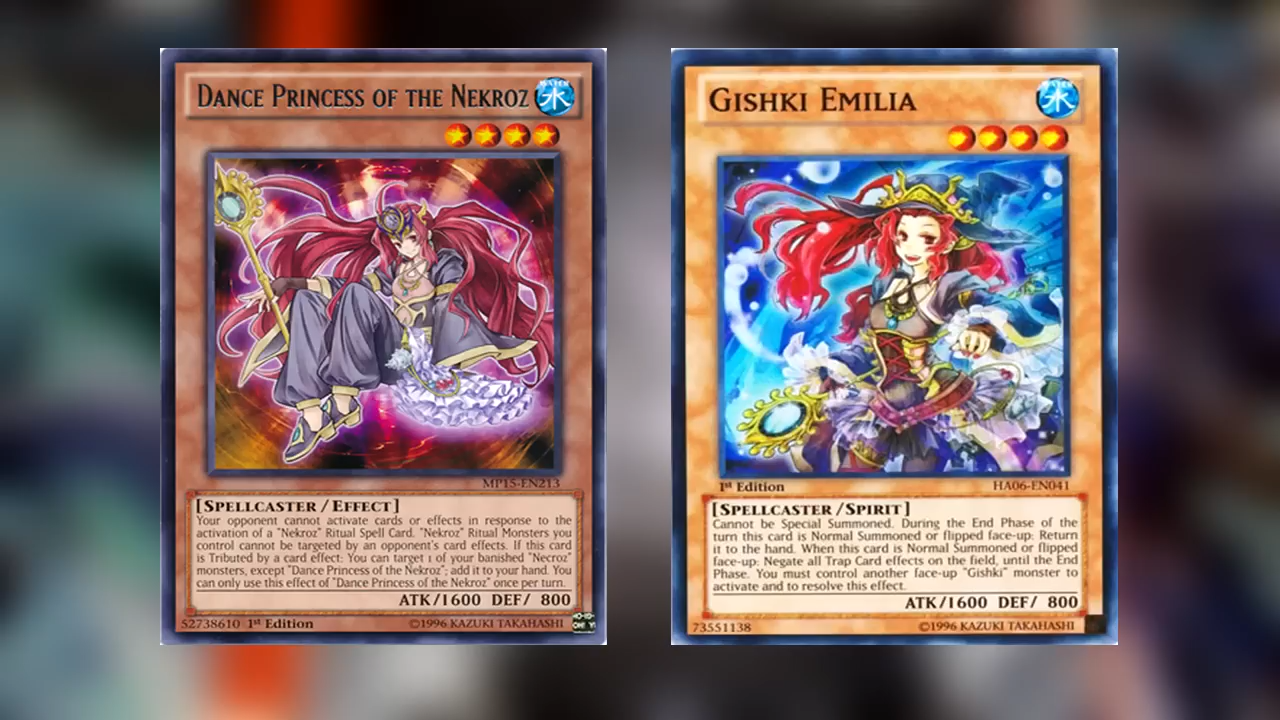 DANCE PRINCESS OF THE NEKROZ
WATER
水
MP15-EN213
[SPELLCASTER/EFFECT]
Your opponent cannot activate cards or effects in response to the
activation of a "Nekroz" Ritual Spell Card. "Nekroz" Ritual Monsters you
control cannot be targeted by an opponent's card effects. If this card
is Tributed by a card effect: You can target 1 of your banished "Necroz"
monsters, except "Dance Princess of the Nekroz"; add it to your hand. You
can only use this effect of "Dance Princess of the Nekroz" once per turn.
ATK/1600 DEF/ 800
52738610 1st Edition ©1996 KAZUKI TAKAHASHI
GISHKI EMILIA
WATER
水
1st Edition HA06-EN041
[SPELLCASTER/SPIRIT]
Cannot be Special Summoned. During the End Phase of the
turn this card is Normal Summoned or flipped face-up: Return
it to the hand. When this card is Normal Summoned or flipped
face-up: Negate all Trap Card effects on the field, until the End
Phase. You must control another face-up "Gishki" monster to
activate and to resolve this effect.
ATK/1600 DEF/ 800
73551138 ©1996 KAZUKI TAKAHASHI